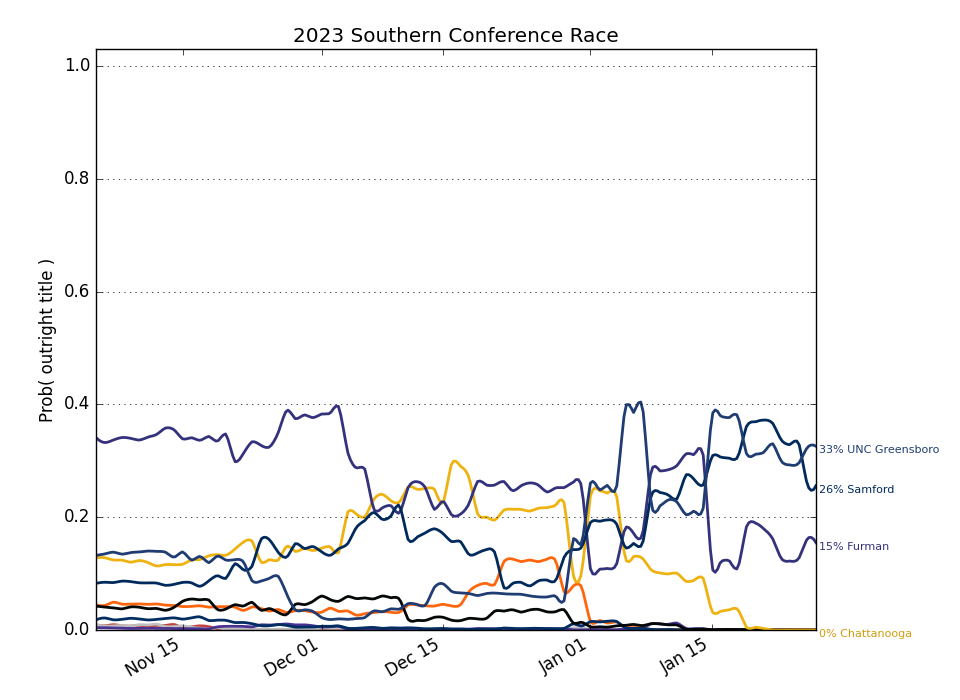 2023 Southern Conference Race
Prob( outright title )
1.0
0.8
0.6
0.4
0.2
0.0
33% UNC Greensboro
26% Samford
15% Furman
0% Chattanooga
Nov 15
Dec 01
Dec 15
Jan 01
Jan 15